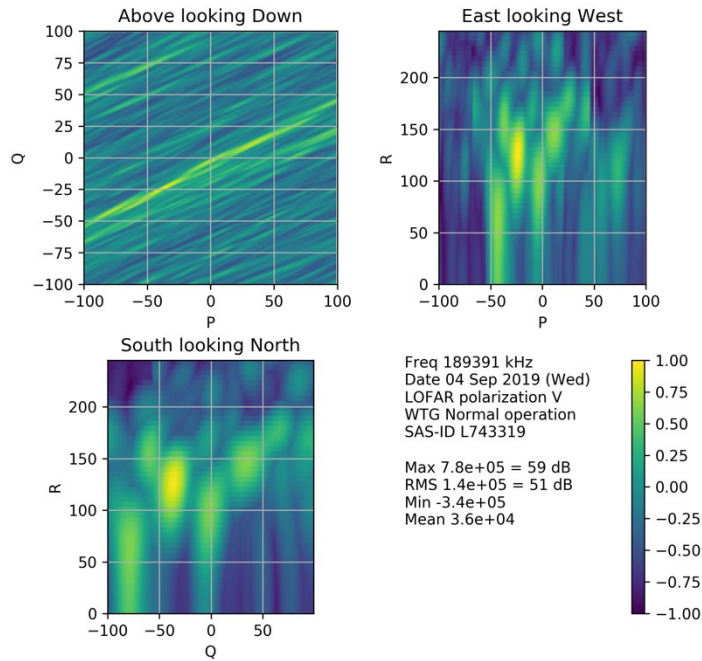 Above looking Down
100
75
50
25
0
−25
−50
−75
−100
Q
−100 −50 0 50 100
P
East looking West
200
150
100
50
0
R
−100 −50 0 50 100
P
South looking North
200
150
100
50
0
R
−100 −50 0 50
Q
Freq 189391 kHz
Date 04 Sep 2019 (Wed)
LOFAR polarization V
WTG Normal operation
SAS-ID L743319
Max 7.8e+05 = 59 dB
RMS 1.4e+05 = 51 dB
Min -3.4e+05
Mean 3.6e+04
1.00
0.75
0.50
0.25
0.00
−0.25
−0.50
−0.75
−1.00